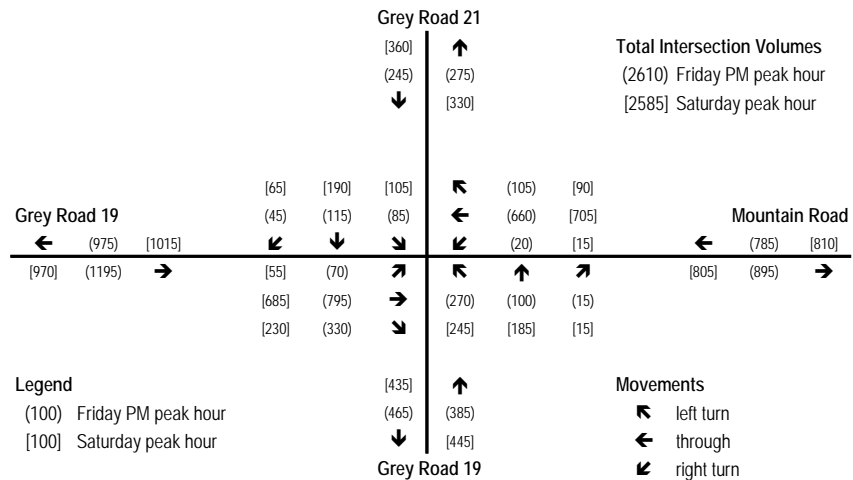 Grey Road 21
[360] ↑ Total Intersection Volumes
(245) (275) (2610) Friday PM peak hour
↓ [330] [2585] Saturday peak hour
[65] [190] [105] ↖ (105) [90]
Grey Road 19 (45) (115) (85) ← (660) [705] Mountain Road
← (975) [1015] ↙ ↓ ↘ ↙ (20) [15] ← (785) [810]
[970] (1195) → [55] (70) ↗ ↖ ↑ ↗ [805] (895) →
[685] (795) → (270) (100) (15)
[230] (330) ↘ [245] [185] [15]
Legend [435] ↑ Movements
(100) Friday PM peak hour (465) (385) ↖ left turn
[100] Saturday peak hour ↓ [445] ← through
Grey Road 19 ↙ right turn